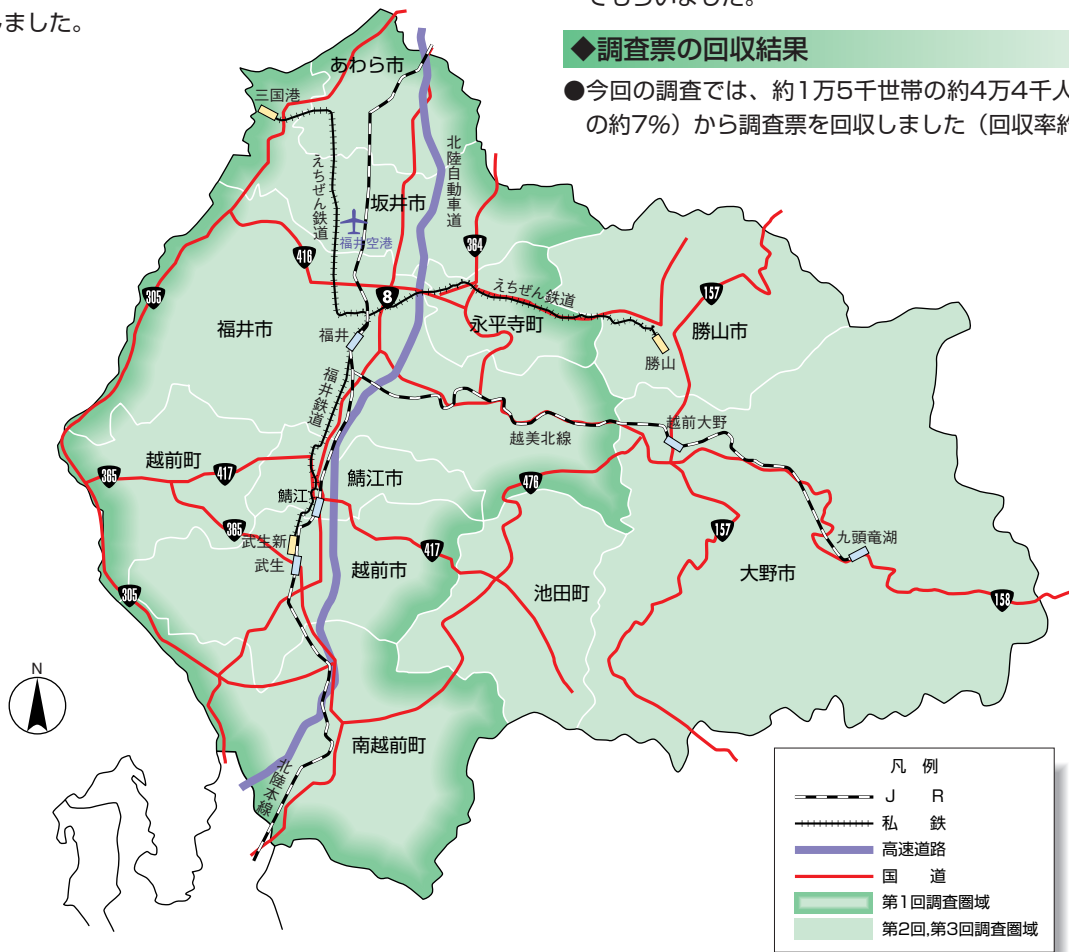 しました。
てもらいました。
◆調査票の回収結果
●今回の調査では、約1万5千世帯の約4万4千人
の約7%）から調査票を回収しました（回収率約
あわら市
三国港
えちぜん鉄道
北陸自動車道
坂井市
福井空港
416
364
305
8
えちぜん鉄道
157
福井市
福井
永平寺町
勝山市
勝山
福井鉄道
越美北線
越前大野
越前町
365
417
鯖江市
鯖江
476
365
武生新
武生
417
157
九頭竜湖
越前市
池田町
大野市
305
158
N
南越前町
北陸本線
凡 例
J R
私 鉄
高速道路
国 道
第1回調査圏域
第2回,第3回調査圏域